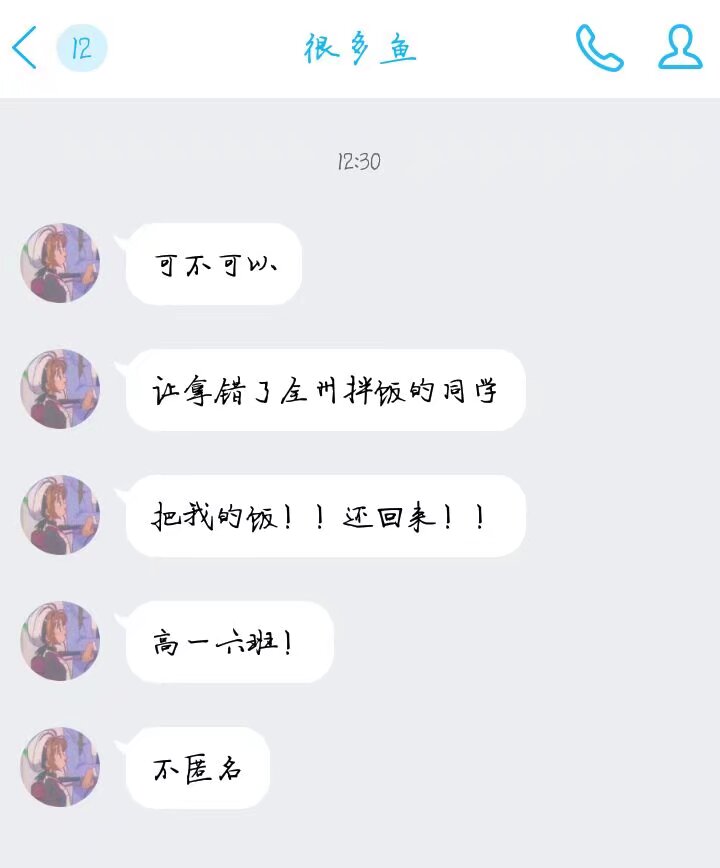 12
很多鱼
12:30
可不可以
让拿错了全州拌饭的同学
把我的饭！！还回来！！
高一六班！
不匿名